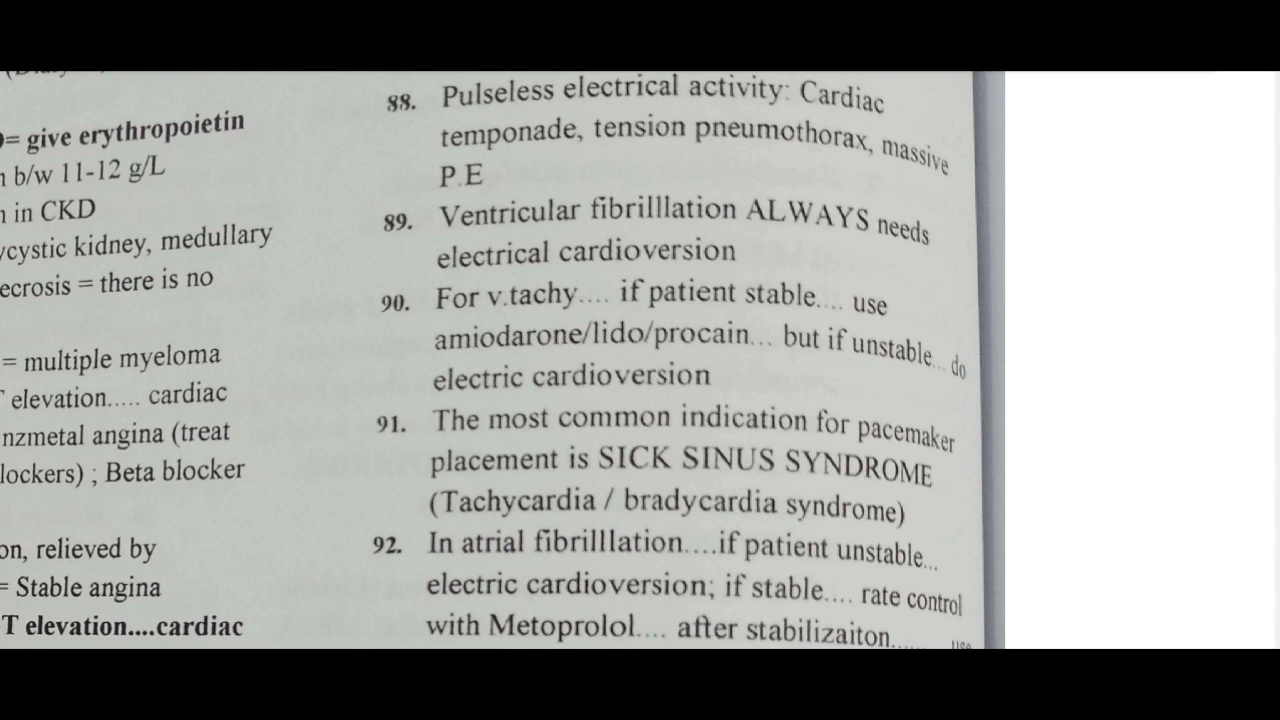 = give erythropoietin
b/w 11-12 g/L
in CKD
ycystic kidney, medullary
ecrosis = there is no
= multiple myeloma
elevation..... cardiac
nzmetal angina (treat
lockers) ; Beta blocker
on, relieved by
= Stable angina
T elevation....cardiac
88. Pulseless electrical activity: Cardiac
temponade, tension pneumothorax, massive
P.E
89. Ventricular fibrilllation ALWAYS needs
electrical cardioversion
90. For v.tachy.... if patient stable.... use
amiodarone/lido/procain... but if unstable... do
electric cardioversion
91. The most common indication for pacemaker
placement is SICK SINUS SYNDROME
(Tachycardia / bradycardia syndrome)
92. In atrial fibrilllation....if patient unstable...
electric cardioversion; if stable.... rate control
with Metoprolol.... after stabilizaiton......